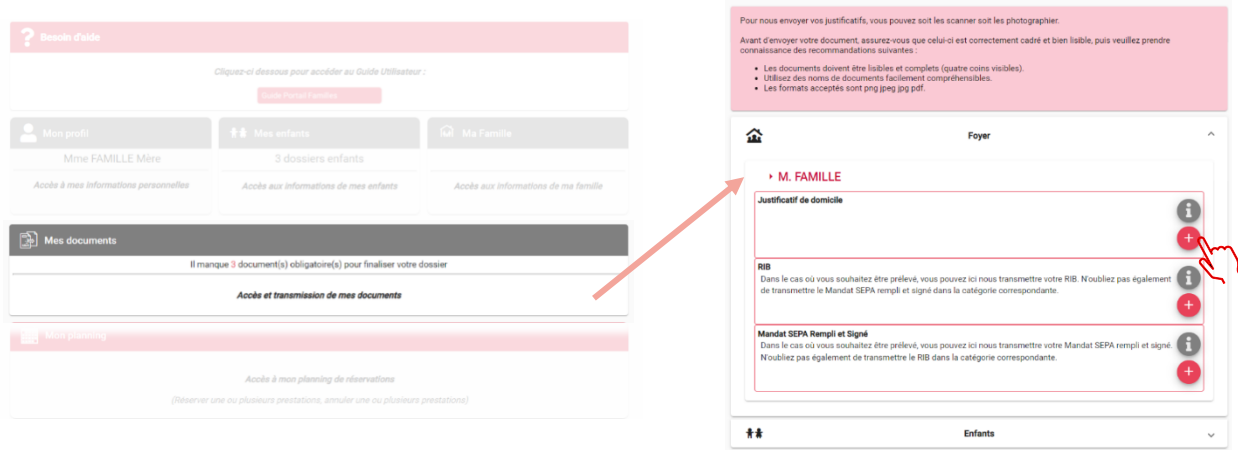 Besoin d'aide
Cliquez-ci dessous pour accéder au Guide Utilisateur :
Guide Portail Familles
Mon profil
Mme FAMILLE Mère
Accès à mes informations personnelles
Mes enfants
3 dossiers enfants
Accès aux informations de mes enfants
Ma Famille
Accès aux informations de ma famille
Mes documents
Il manque 3 document(s) obligatoire(s) pour finaliser votre dossier
Accès et transmission de mes documents
Mon planning
Accès à mon planning de réservations
(Réserver une ou plusieurs prestations, annuler une ou plusieurs prestations)
Pour nous envoyer vos justificatifs, vous pouvez soit les scanner soit les photographier.
Avant d'envoyer votre document, assurez-vous que celui-ci est correctement cadré et bien lisible, puis veuillez prendre
connaissance des recommandations suivantes :
• Les documents doivent être lisibles et complets (quatre coins visibles).
• Utilisez des noms de documents facilement compréhensibles.
• Les formats acceptés sont png jpeg jpg pdf.
Foyer
M. FAMILLE
Justificatif de domicile
RIB
Dans le cas où vous souhaitez être prélevé, vous pouvez ici nous transmettre votre RIB. N'oubliez pas également
de transmettre le Mandat SEPA rempli et signé dans la catégorie correspondante.
Mandat SEPA Rempli et Signé
Dans le cas où vous souhaitez être prélevé, vous pouvez ici nous transmettre votre Mandat SEPA rempli et signé.
N'oubliez pas également de transmettre le RIB dans la catégorie correspondante.
Enfants